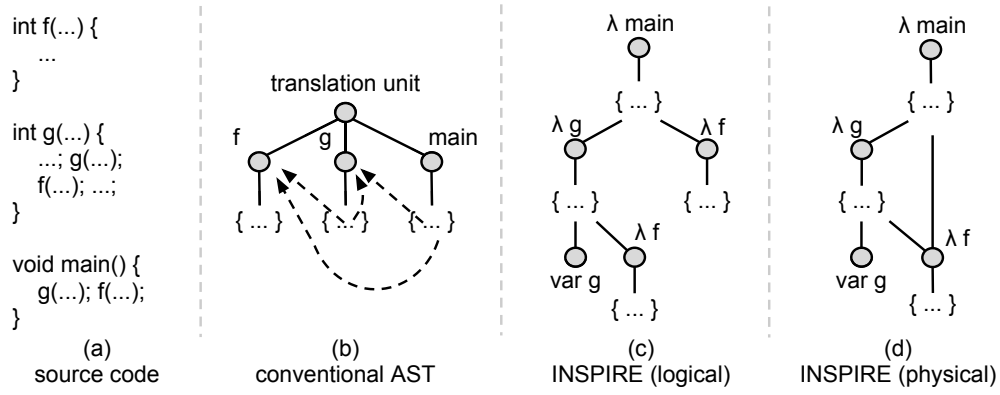 int f(...) {
...
}
int g(...) {
...; g(...);
f(...); ...;
}
void main() {
g(...); f(...);
}
(a)
source code
translation unit
f
g
main
{ ... }
{ ... }
{ ... }
(b)
conventional AST
λ main
{ ... }
λ g
λ f
{ ... }
{ ... }
λ f
var g
{ ... }
(c)
INSPIRE (logical)
λ main
{ ... }
λ g
{ ... }
λ f
var g
{ ... }
(d)
INSPIRE (physical)